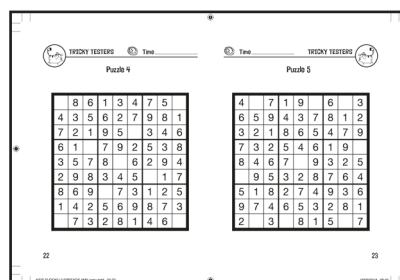 TRICKY TESTERS
Time
Puzzle 4
8 6 1 3 4 7 5
4 3 5 6 2 7 9 8 1
7 2 1 9 5 3 4 6
6 1 7 9 2 5 3 8
3 5 7 8 6 2 9 4
2 9 8 3 4 5 1 7
8 6 9 7 3 1 2 5
1 4 2 5 6 9 8 7 3
7 3 2 8 1 4 6
22
Time
TRICKY TESTERS
Puzzle 5
4 7 1 9 6 3
6 5 9 4 3 7 8 1 2
3 2 1 8 6 5 4 7 9
7 3 2 5 4 6 1 9
8 4 6 7 9 3 2 5
9 5 3 2 8 7 6 4
5 1 8 2 7 4 9 3 6
9 7 4 6 5 3 2 8 1
2 3 8 1 5 7
23